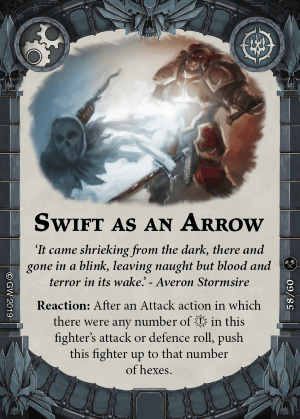 SWIFT AS AN ARROW
‘It came shrieking from the dark, there and
gone in a blink, leaving naught but blood and
terror in its wake.’ - Averon Stormsire
Reaction: After an Attack action in which
there were any number of in this
fighter’s attack or defence roll, push
this fighter up to that number
of hexes.
© GW 2019
58/60